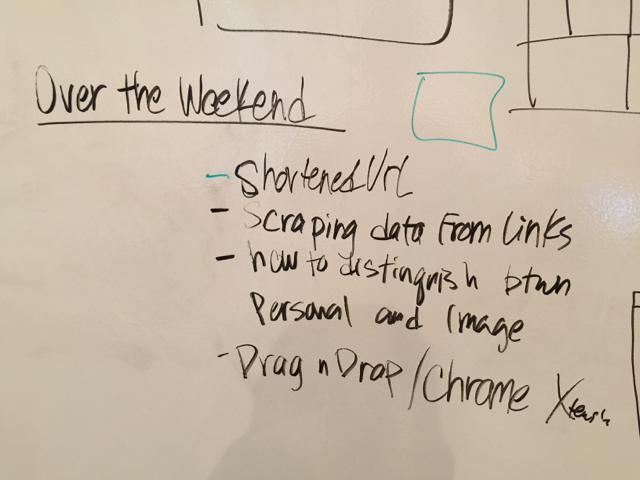 Over the Weekend
- Shortened Url
- Scraping data From links
- how to distinguish btwn
Personal and Image
- Drag n Drop / Chrome